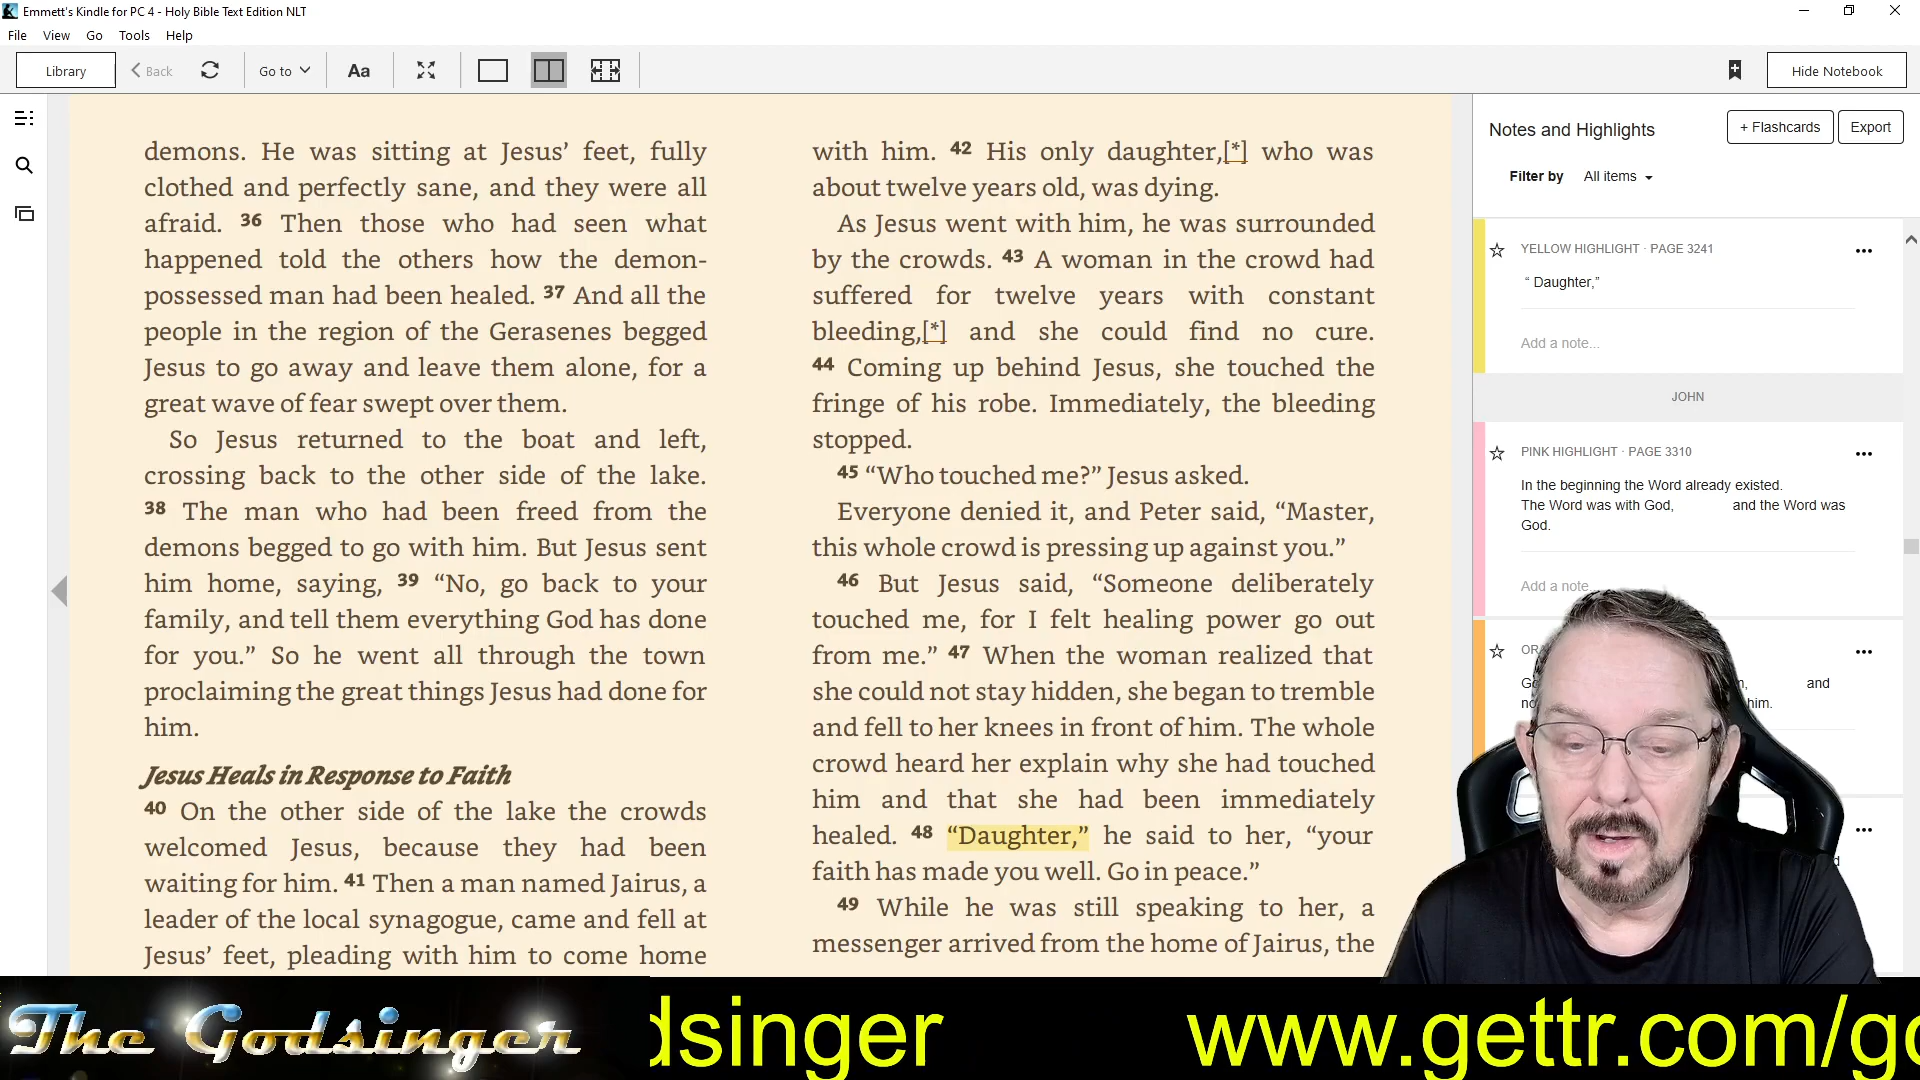 Emmett's Kindle for PC 4 - Holy Bible Text Edition NLT
File View Go Tools Help
Library Back Go to Aa Hide Notebook
demons. He was sitting at Jesus’ feet, fully
clothed and perfectly sane, and they were all
afraid. 36 Then those who had seen what
happened told the others how the demon-
possessed man had been healed. 37 And all the
people in the region of the Gerasenes begged
Jesus to go away and leave them alone, for a
great wave of fear swept over them.
So Jesus returned to the boat and left,
crossing back to the other side of the lake.
38 The man who had been freed from the
demons begged to go with him. But Jesus sent
him home, saying, 39 “No, go back to your
family, and tell them everything God has done
for you.” So he went all through the town
proclaiming the great things Jesus had done for
him.
Jesus Heals in Response to Faith
40 On the other side of the lake the crowds
welcomed Jesus, because they had been
waiting for him. 41 Then a man named Jairus, a
leader of the local synagogue, came and fell at
Jesus’ feet, pleading with him to come home
with him. 42 His only daughter,[*] who was
about twelve years old, was dying.
As Jesus went with him, he was surrounded
by the crowds. 43 A woman in the crowd had
suffered for twelve years with constant
bleeding,[*] and she could find no cure.
44 Coming up behind Jesus, she touched the
fringe of his robe. Immediately, the bleeding
stopped.
45 “Who touched me?” Jesus asked.
Everyone denied it, and Peter said, “Master,
this whole crowd is pressing up against you.”
46 But Jesus said, “Someone deliberately
touched me, for I felt healing power go out
from me.” 47 When the woman realized that
she could not stay hidden, she began to tremble
and fell to her knees in front of him. The whole
crowd heard her explain why she had touched
him and that she had been immediately
healed. 48 “Daughter,” he said to her, “your
faith has made you well. Go in peace.”
49 While he was still speaking to her, a
messenger arrived from the home of Jairus, the
Notes and Highlights + Flashcards Export
Filter by All items
YELLOW HIGHLIGHT · PAGE 3241
“ Daughter,”
Add a note...
JOHN
PINK HIGHLIGHT · PAGE 3310
In the beginning the Word already existed.
The Word was with God, and the Word was
God.
Add a note
and
him.
The Godsinger
dsinger www.gettr.com/go